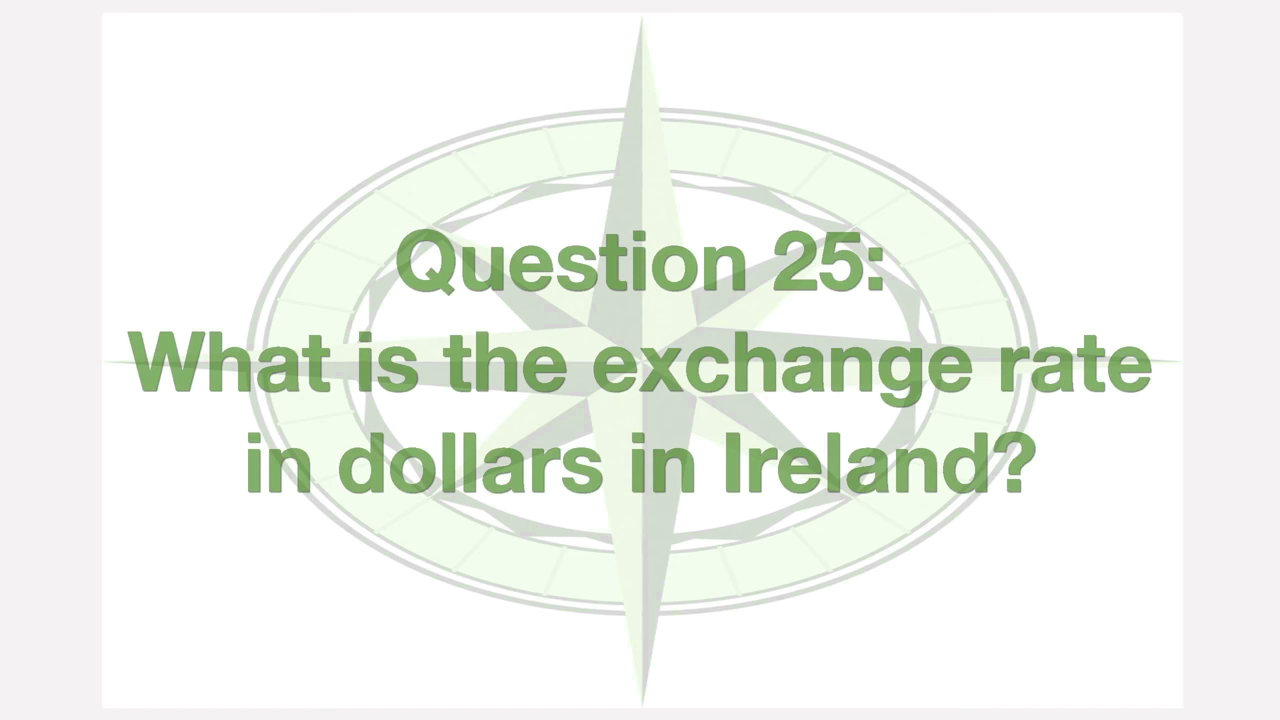 Question 25:
What is the exchange rate
in dollars in Ireland?